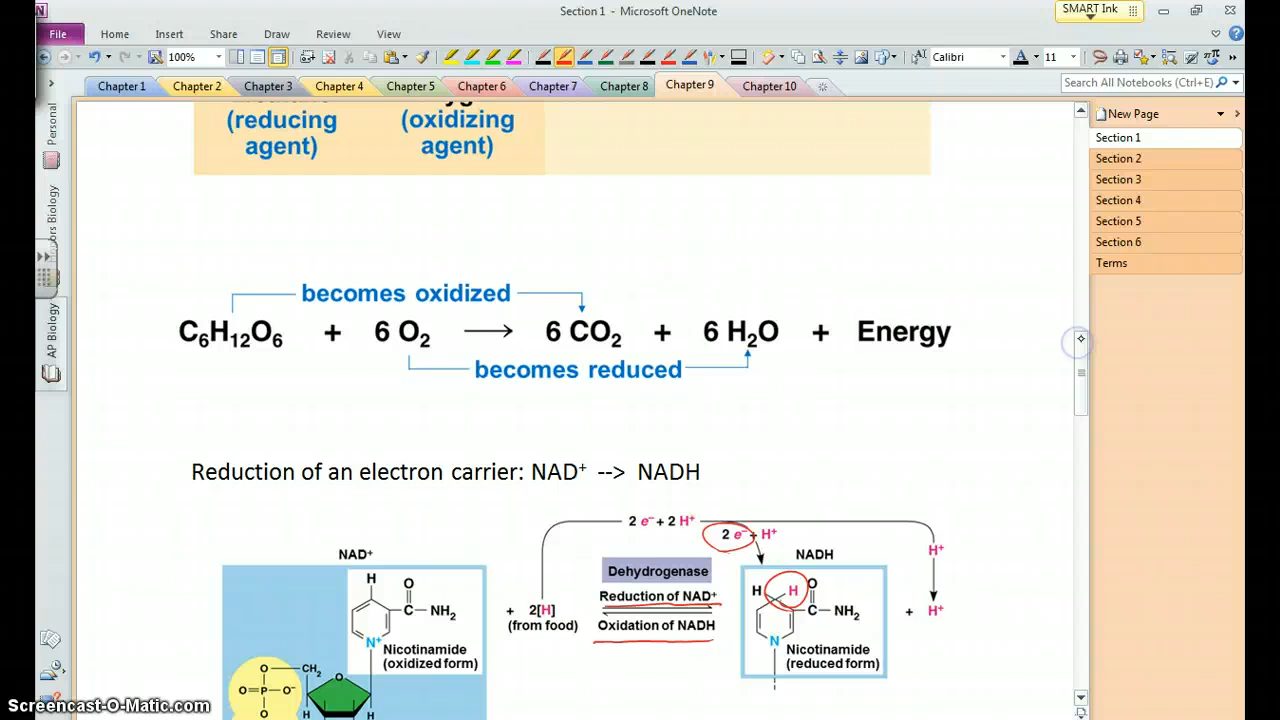 Section 1 - Microsoft OneNote
SMART Ink
File Home Insert Share Draw Review View
100% Calibri 11
Chapter 1 Chapter 2 Chapter 3 Chapter 4 Chapter 5 Chapter 6 Chapter 7 Chapter 8 Chapter 9 Chapter 10
Search All Notebooks (Ctrl+E)
New Page
Section 1
Section 2
Section 3
Section 4
Section 5
Section 6
Terms
Personal
Biology
AP Biology
(reducing agent)
(oxidizing agent)
becomes oxidized
C₆H₁₂O₆ + 6 O₂ → 6 CO₂ + 6 H₂O + Energy
becomes reduced
Reduction of an electron carrier: NAD⁺ --> NADH
2 e⁻ + 2 H⁺
2 e⁻ + H⁺
NAD⁺
NADH
H⁺
Dehydrogenase
Reduction of NAD⁺
Oxidation of NADH
+ 2[H]
(from food)
H O
C NH₂
N⁺
Nicotinamide
(oxidized form)
H H O
C NH₂
N
Nicotinamide
(reduced form)
+ H⁺
O CH₂
O P O⁻
O
O
H H
Screencast-O-Matic.com